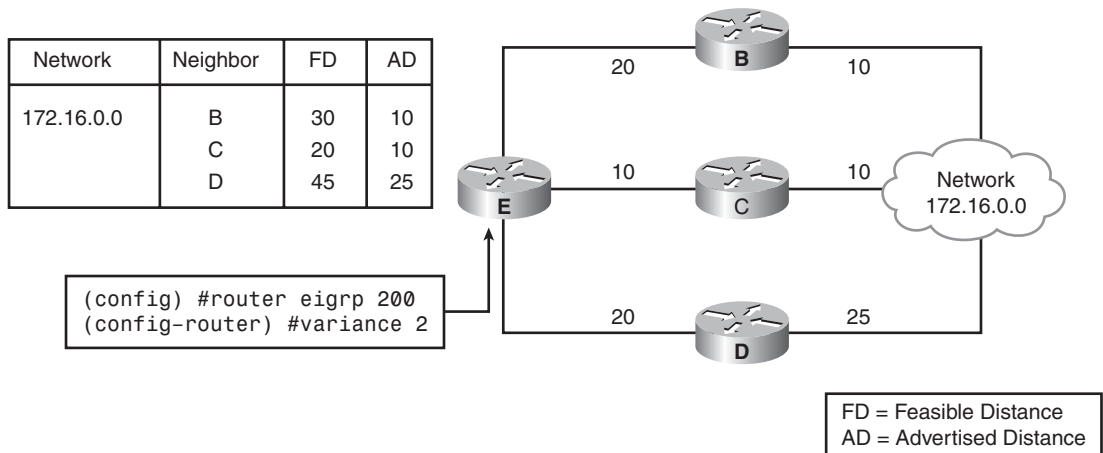 Network Neighbor FD AD
172.16.0.0 B 30 10
C 20 10
D 45 25
B
20
10
E
10
C
10
Network
172.16.0.0
(config) #router eigrp 200
(config-router) #variance 2
20
D
25
FD = Feasible Distance
AD = Advertised Distance